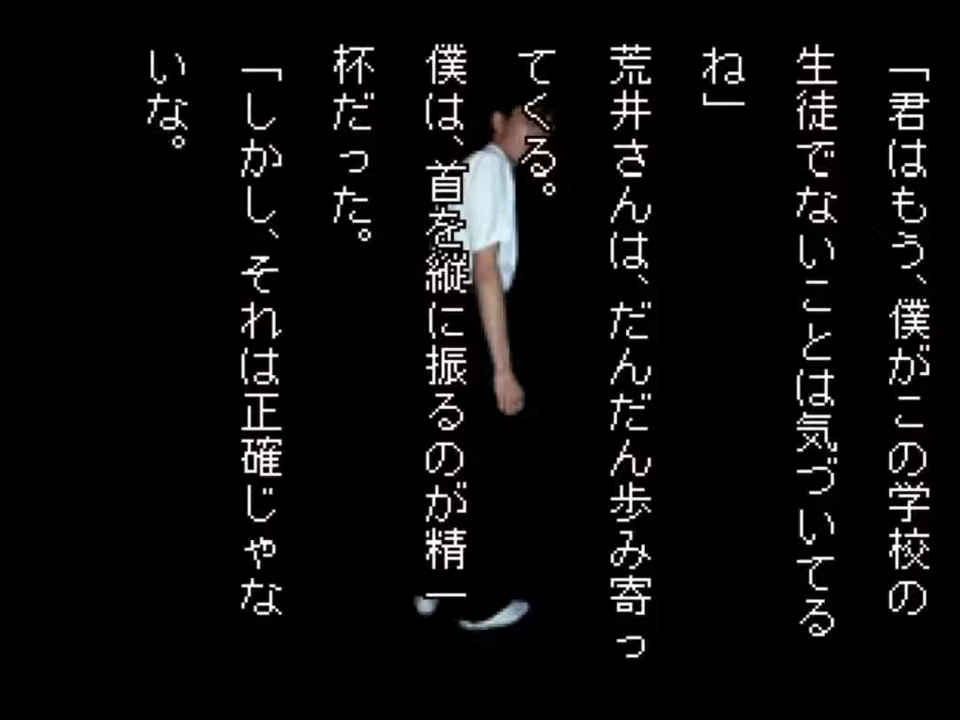 「君はもう、僕がこの学校の
生徒でないことは気づいてる
ね」
荒井さんは、だんだん歩み寄っ
てくる。
僕は、首を縦に振るのが精一
杯だった。
「しかし、それは正確じゃな
いな。